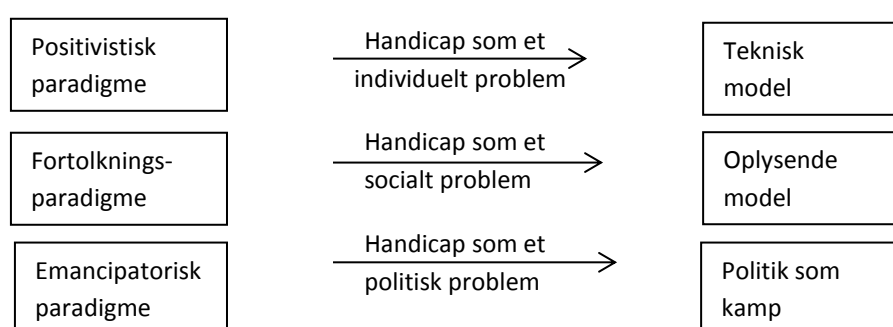 Positivistisk
paradigme
Handicap som et
individuelt problem
Teknisk
model
Fortolknings-
paradigme
Handicap som et
socialt problem
Oplysende
model
Emancipatorisk
paradigme
Handicap som et
politisk problem
Politik som
kamp